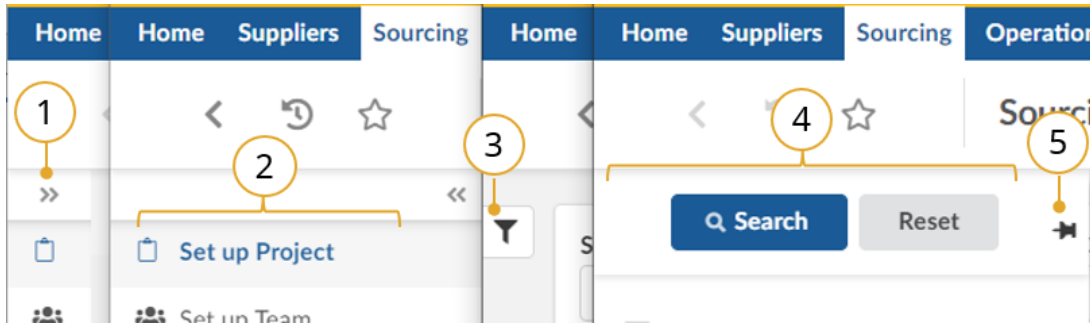 Home
Home Suppliers Sourcing
Home
Home Suppliers Sourcing Operation
1
2
3
4
5
Sourci
Search Reset
Set up Project
S
Set up Team